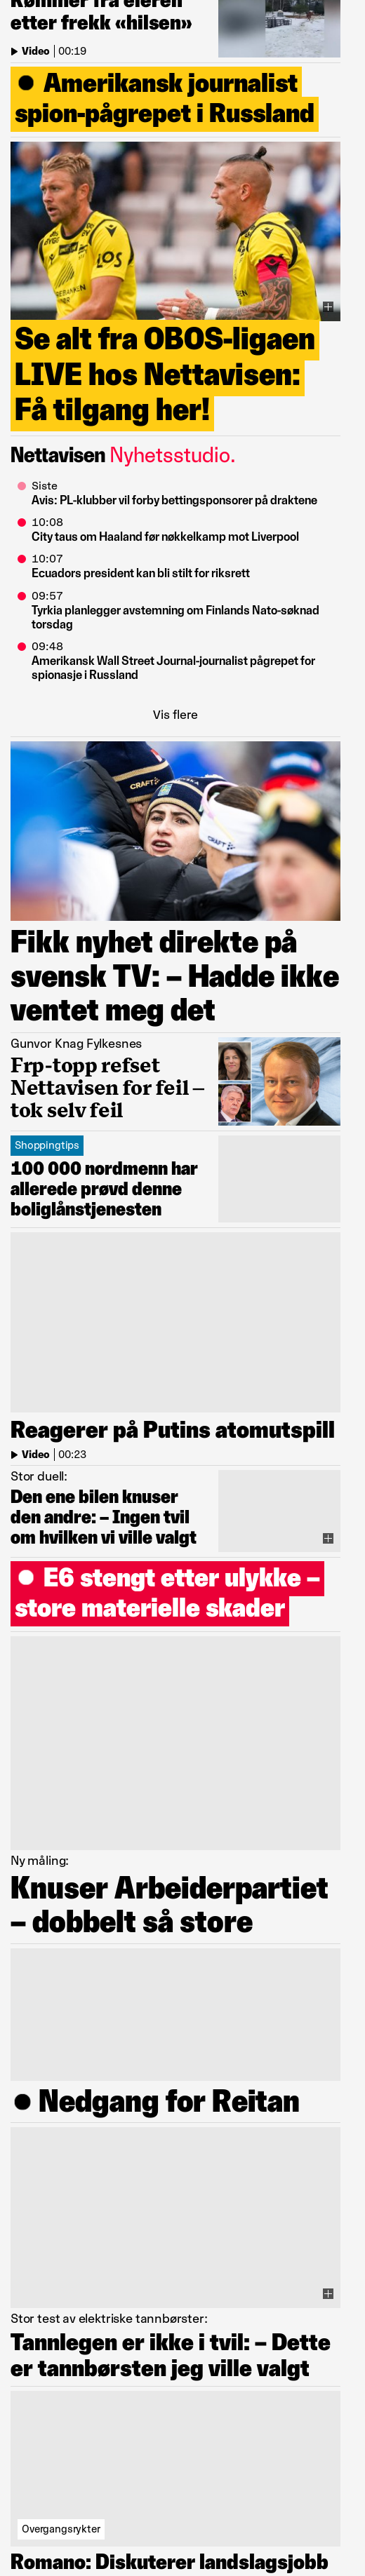 etter frekk «hilsen»
Video | 00:19
Amerikansk journalist
spion-pågrepet i Russland
Se alt fra OBOS-ligaen
LIVE hos Nettavisen:
Få tilgang her!
Nettavisen Nyhetsstudio.
Siste
Avis: PL-klubber vil forby bettingsponsorer på draktene
10:08
City taus om Haaland før nøkkelkamp mot Liverpool
10:07
Ecuadors president kan bli stilt for riksrett
09:57
Tyrkia planlegger avstemning om Finlands Nato-søknad
torsdag
09:48
Amerikansk Wall Street Journal-journalist pågrepet for
spionasje i Russland
Vis flere
CRAFT
CRAFT
Fikk nyhet direkte på
svensk TV: – Hadde ikke
ventet meg det
Gunvor Knag Fylkesnes
Frp-topp refset
Nettavisen for feil –
tok selv feil
Shoppingtips
100 000 nordmenn har
allerede prøvd denne
boliglånstjenesten
Reagerer på Putins atomutspill
Video | 00:23
Stor duell:
Den ene bilen knuser
den andre: – Ingen tvil
om hvilken vi ville valgt
E6 stengt etter ulykke –
store materielle skader
Ny måling:
Knuser Arbeiderpartiet
– dobbelt så store
Nedgang for Reitan
Stor test av elektriske tannbørster:
Tannlegen er ikke i tvil: – Dette
er tannbørsten jeg ville valgt
Overgangsrykter
Romano: Diskuterer landslagsjobb